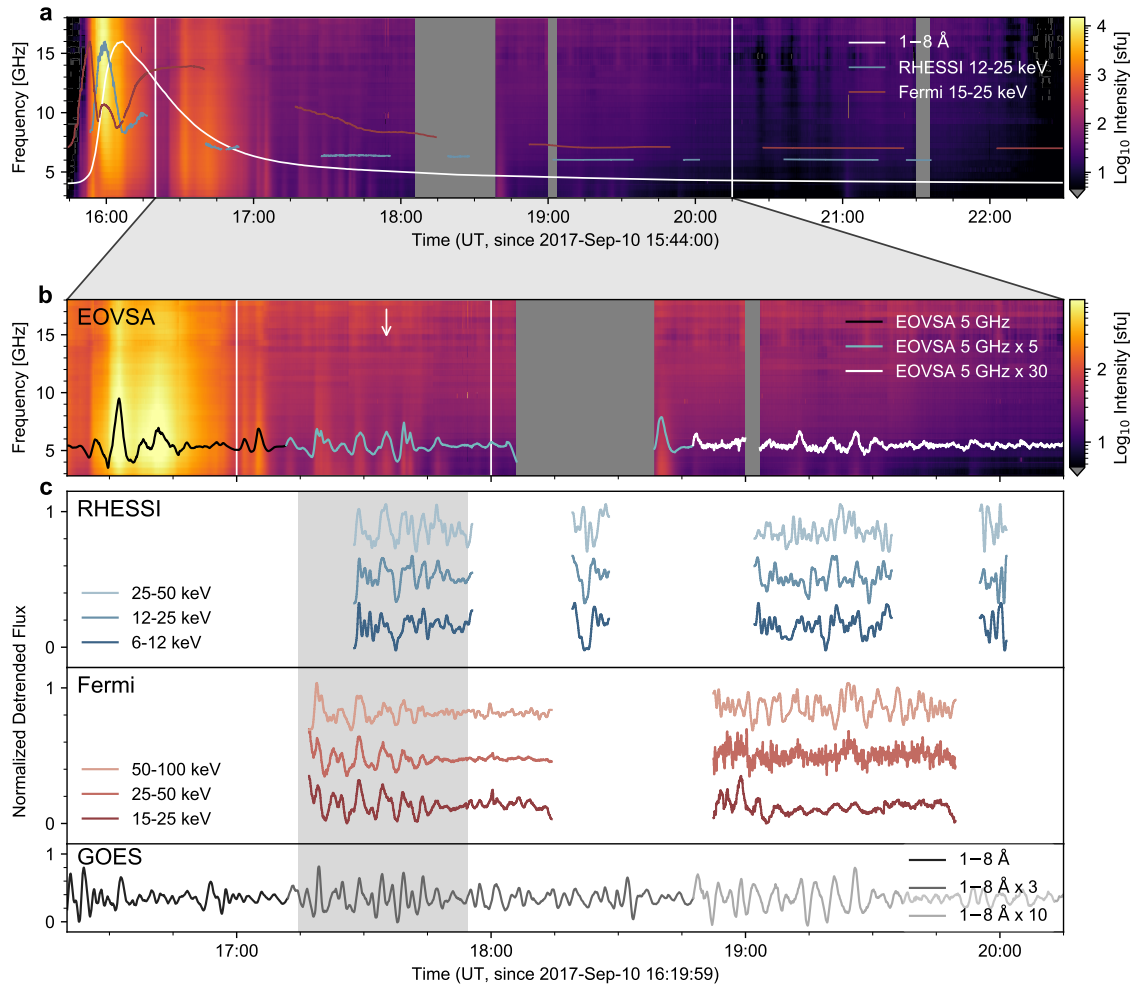 a
Frequency [GHz]
15
10
5
1−8 Å
RHESSI 12-25 keV
Fermi 15-25 keV
4
3
2
1
Log10 Intensity [sfu]
16:00 17:00 18:00 19:00 20:00 21:00 22:00
Time (UT, since 2017-Sep-10 15:44:00)
b
EOVSA
Frequency [GHz]
15
10
5
EOVSA 5 GHz
EOVSA 5 GHz x 5
EOVSA 5 GHz x 30
2
1
Log10 Intensity [sfu]
c
Normalized Detrended Flux
RHESSI
1
0
25-50 keV
12-25 keV
6-12 keV
Fermi
1
0
50-100 keV
25-50 keV
15-25 keV
GOES
1
0
1−8 Å
1−8 Å x 3
1−8 Å x 10
17:00 18:00 19:00 20:00
Time (UT, since 2017-Sep-10 16:19:59)